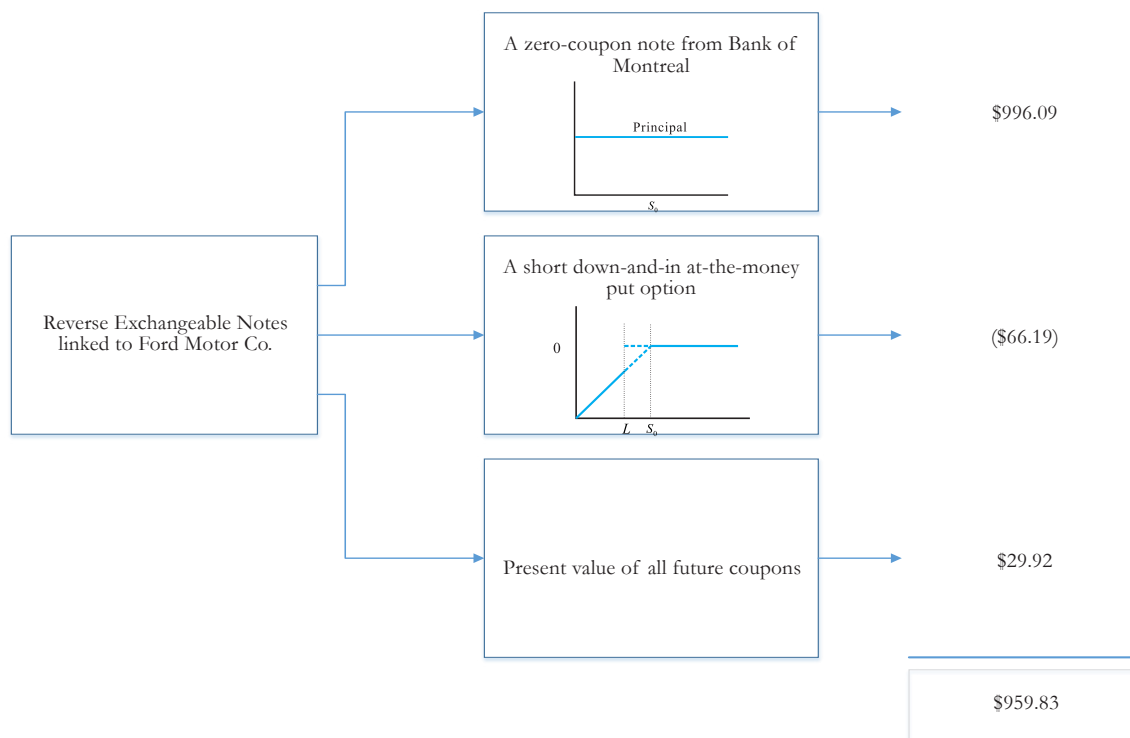 A zero-coupon note from Bank of
Montreal
Principal
S₀
$996.09
Reverse Exchangeable Notes
linked to Ford Motor Co.
A short down-and-in at-the-money
put option
0
L S₀
($66.19)
Present value of all future coupons
$29.92
$959.83